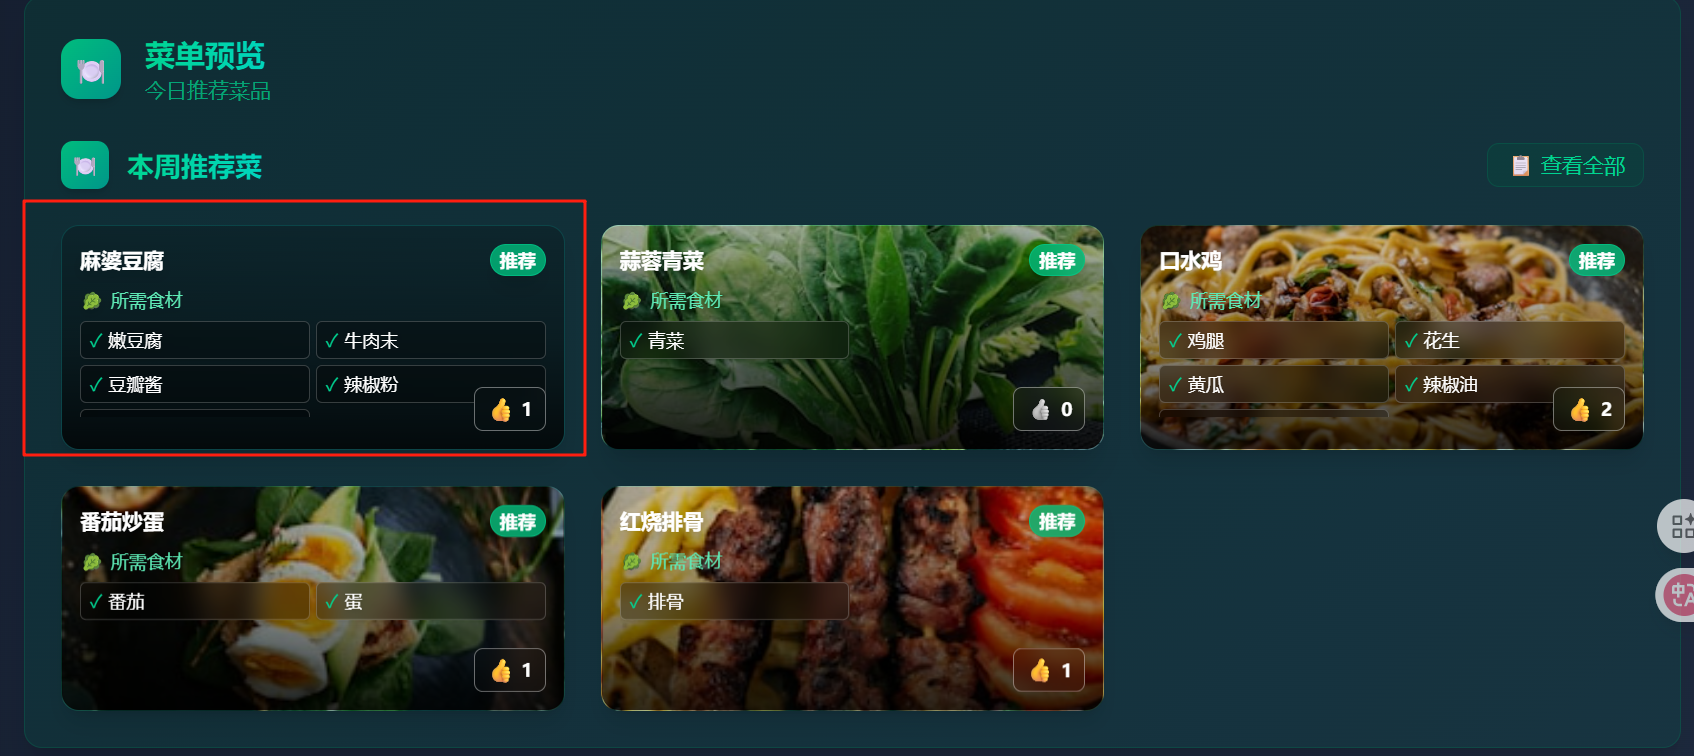 菜单预览
今日推荐菜品
本周推荐菜
查看全部
麻婆豆腐
推荐
所需食材
✓ 嫩豆腐
✓ 牛肉末
✓ 豆瓣酱
✓ 辣椒粉
1
蒜蓉青菜
推荐
所需食材
✓ 青菜
0
口水鸡
推荐
所需食材
✓ 鸡腿
✓ 花生
✓ 黄瓜
✓ 辣椒油
2
番茄炒蛋
推荐
所需食材
✓ 番茄
✓ 蛋
1
红烧排骨
推荐
所需食材
✓ 排骨
1
中A